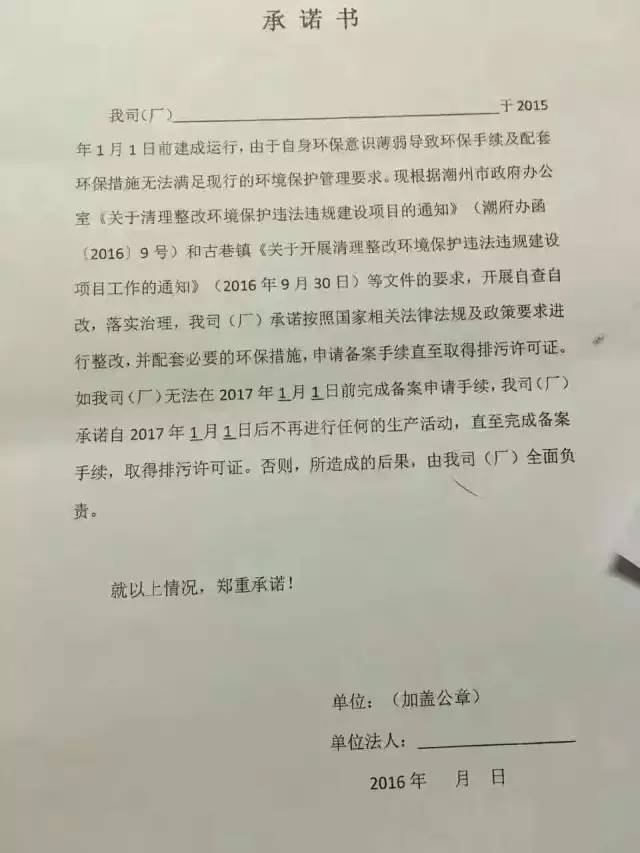 承诺书
我司（厂）____________________于2015
年1月1日前建成运行，由于自身环保意识薄弱导致环保手续及配套
环保措施无法满足现行的环境保护管理要求。现根据潮州市政府办公
室《关于清理整改环境保护违法违规建设项目的通知》（潮府办函
〔2016〕9号）和古巷镇《关于开展清理整改环境保护违法违规建设
项目工作的通知》（2016年9月30日）等文件的要求，开展自查自
改，落实治理，我司（厂）承诺按照国家相关法律法规及政策要求进
行整改，并配套必要的环保措施，申请备案手续直至取得排污许可证。
如我司（厂）无法在2017年1月1日前完成备案申请手续，我司（厂）
承诺自2017年1月1日后不再进行任何的生产活动，直至完成备案
手续，取得排污许可证。否则，所造成的后果，由我司（厂）全面负
责。
就以上情况，郑重承诺！
单位：（加盖公章）
单位法人：____________
2016年 月 日